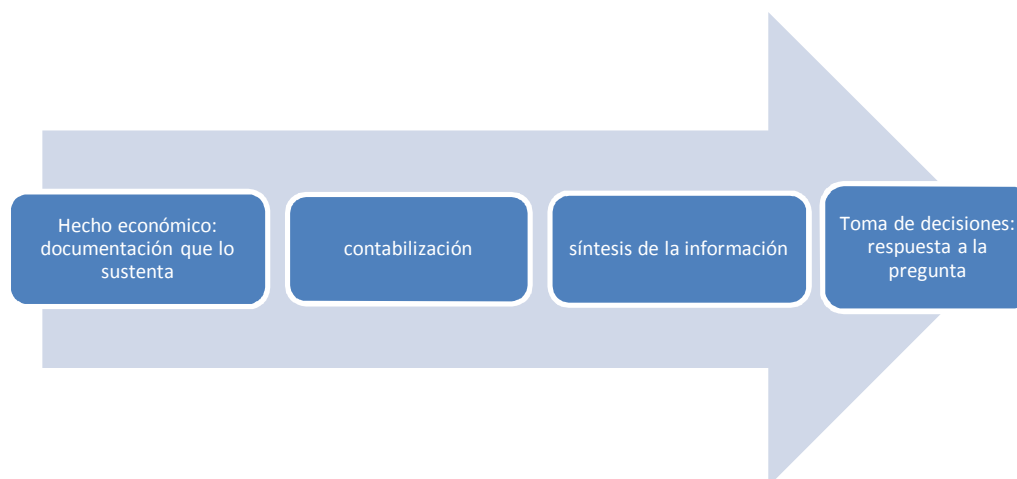 Hecho económico:
documentación que lo
sustenta
contabilización
síntesis de la información
Toma de decisiones:
respuesta a la
pregunta